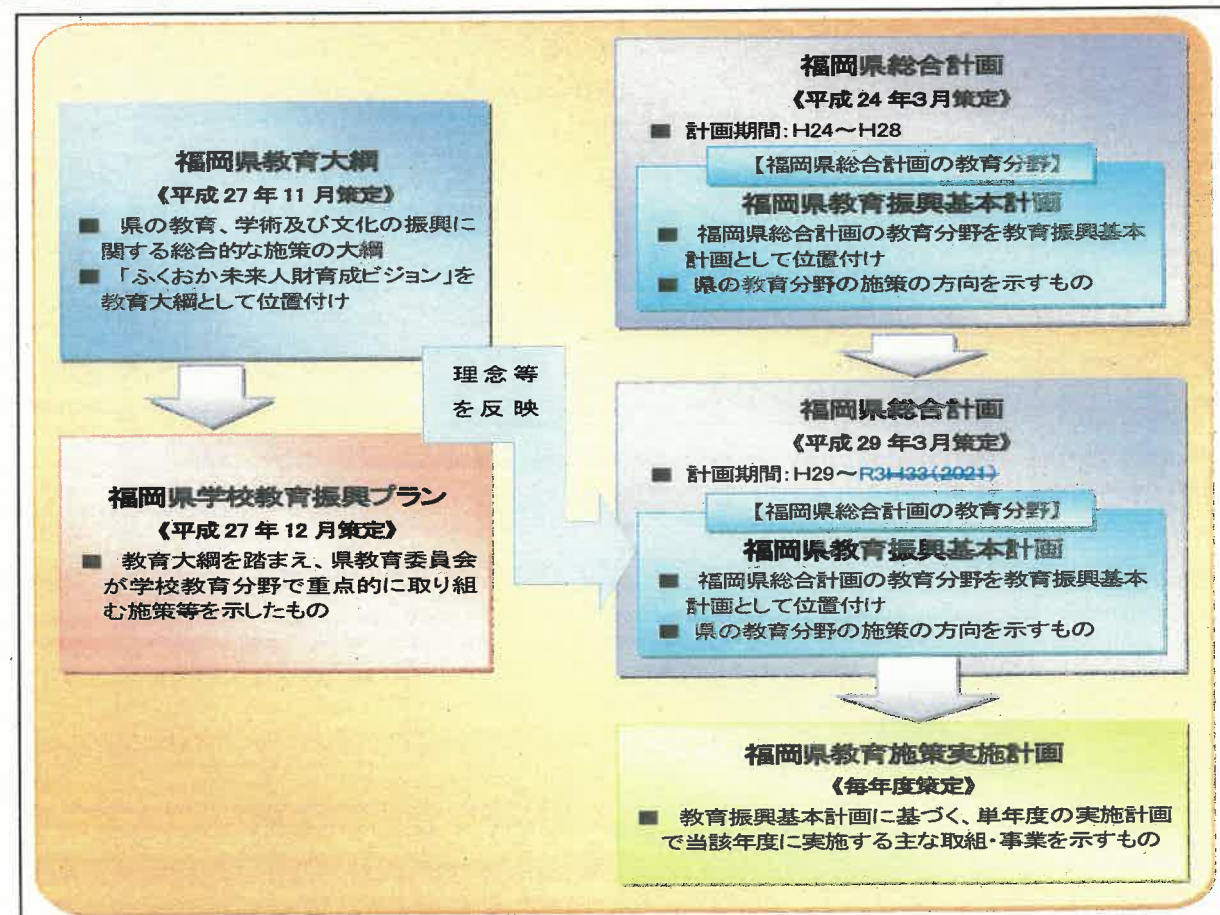 福岡県教育大綱
《平成27年11月策定》
■ 県の教育、学術及び文化の振興に
関する総合的な施策の大綱
■ 「ふくおか未来人財育成ビジョン」を
教育大綱として位置付け
福岡県学校教育振興プラン
《平成27年12月策定》
■ 教育大綱を踏まえ、県教育委員会
が学校教育分野で重点的に取り組
む施策等を示したもの
理念等
を反映
福岡県総合計画
《平成24年3月策定》
■ 計画期間:H24～H28
【福岡県総合計画の教育分野】
福岡県教育振興基本計画
■ 福岡県総合計画の教育分野を教育振興基本
計画として位置付け
■ 県の教育分野の施策の方向を示すもの
福岡県総合計画
《平成29年3月策定》
■ 計画期間:H29～R3H33(2021)
【福岡県総合計画の教育分野】
福岡県教育振興基本計画
■ 福岡県総合計画の教育分野を教育振興基本
計画として位置付け
■ 県の教育分野の施策の方向を示すもの
福岡県教育施策実施計画
《毎年度策定》
■ 教育振興基本計画に基づく、単年度の実施計画
で当該年度に実施する主な取組・事業を示すもの